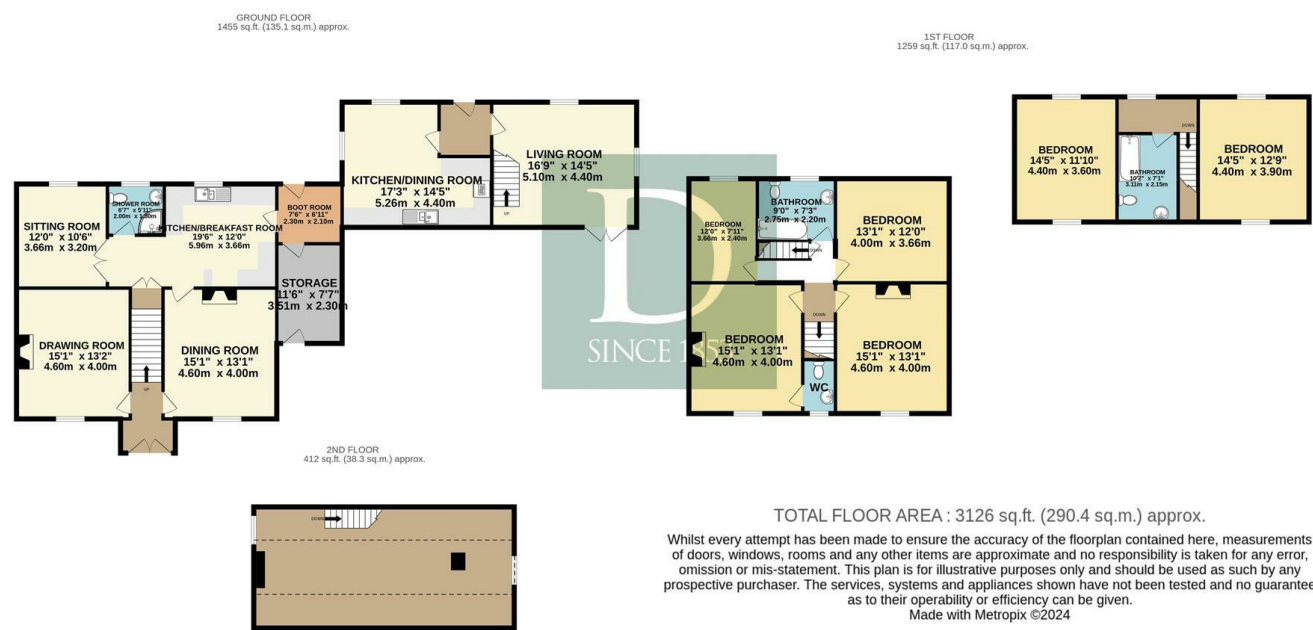 GROUND FLOOR
1455 sq.ft. (135.1 sq.m.) approx.
1ST FLOOR
1259 sq.ft. (117.0 sq.m.) approx.
KITCHEN/DINING ROOM
17'3" x 14'5"
5.26m x 4.40m
LIVING ROOM
16'9" x 14'5"
5.10m x 4.40m
UP
SITTING ROOM
12'0" x 10'6"
3.66m x 3.20m
SHOWER ROOM
6'7" x 5'11"
2.00m x 1.80m
KITCHEN/BREAKFAST ROOM
19'6" x 12'0"
5.96m x 3.66m
BOOT ROOM
7'6" x 6'11"
2.30m x 2.10m
STORAGE
11'6" x 7'7"
3.51m x 2.30m
DRAWING ROOM
15'1" x 13'2"
4.60m x 4.00m
DINING ROOM
15'1" x 13'1"
4.60m x 4.00m
UP
D
SINCE
BEDROOM
14'5" x 11'10"
4.40m x 3.60m
DOWN
BATHROOM
10'2" x 7'1"
3.11m x 2.15m
BEDROOM
14'5" x 12'9"
4.40m x 3.90m
BEDROOM
12'0" x 7'11"
3.66m x 2.40m
BATHROOM
9'0" x 7'3"
2.75m x 2.20m
DOWN
BEDROOM
13'1" x 12'0"
4.00m x 3.66m
BEDROOM
15'1" x 13'1"
4.60m x 4.00m
DOWN
WC
BEDROOM
15'1" x 13'1"
4.60m x 4.00m
2ND FLOOR
412 sq.ft. (38.3 sq.m.) approx.
DOWN
TOTAL FLOOR AREA : 3126 sq.ft. (290.4 sq.m.) approx.
Whilst every attempt has been made to ensure the accuracy of the floorplan contained here, measurements
of doors, windows, rooms and any other items are approximate and no responsibility is taken for any error,
omission or mis-statement. This plan is for illustrative purposes only and should be used as such by any
prospective purchaser. The services, systems and appliances shown have not been tested and no guarantee
as to their operability or efficiency can be given.
Made with Metropix ©2024